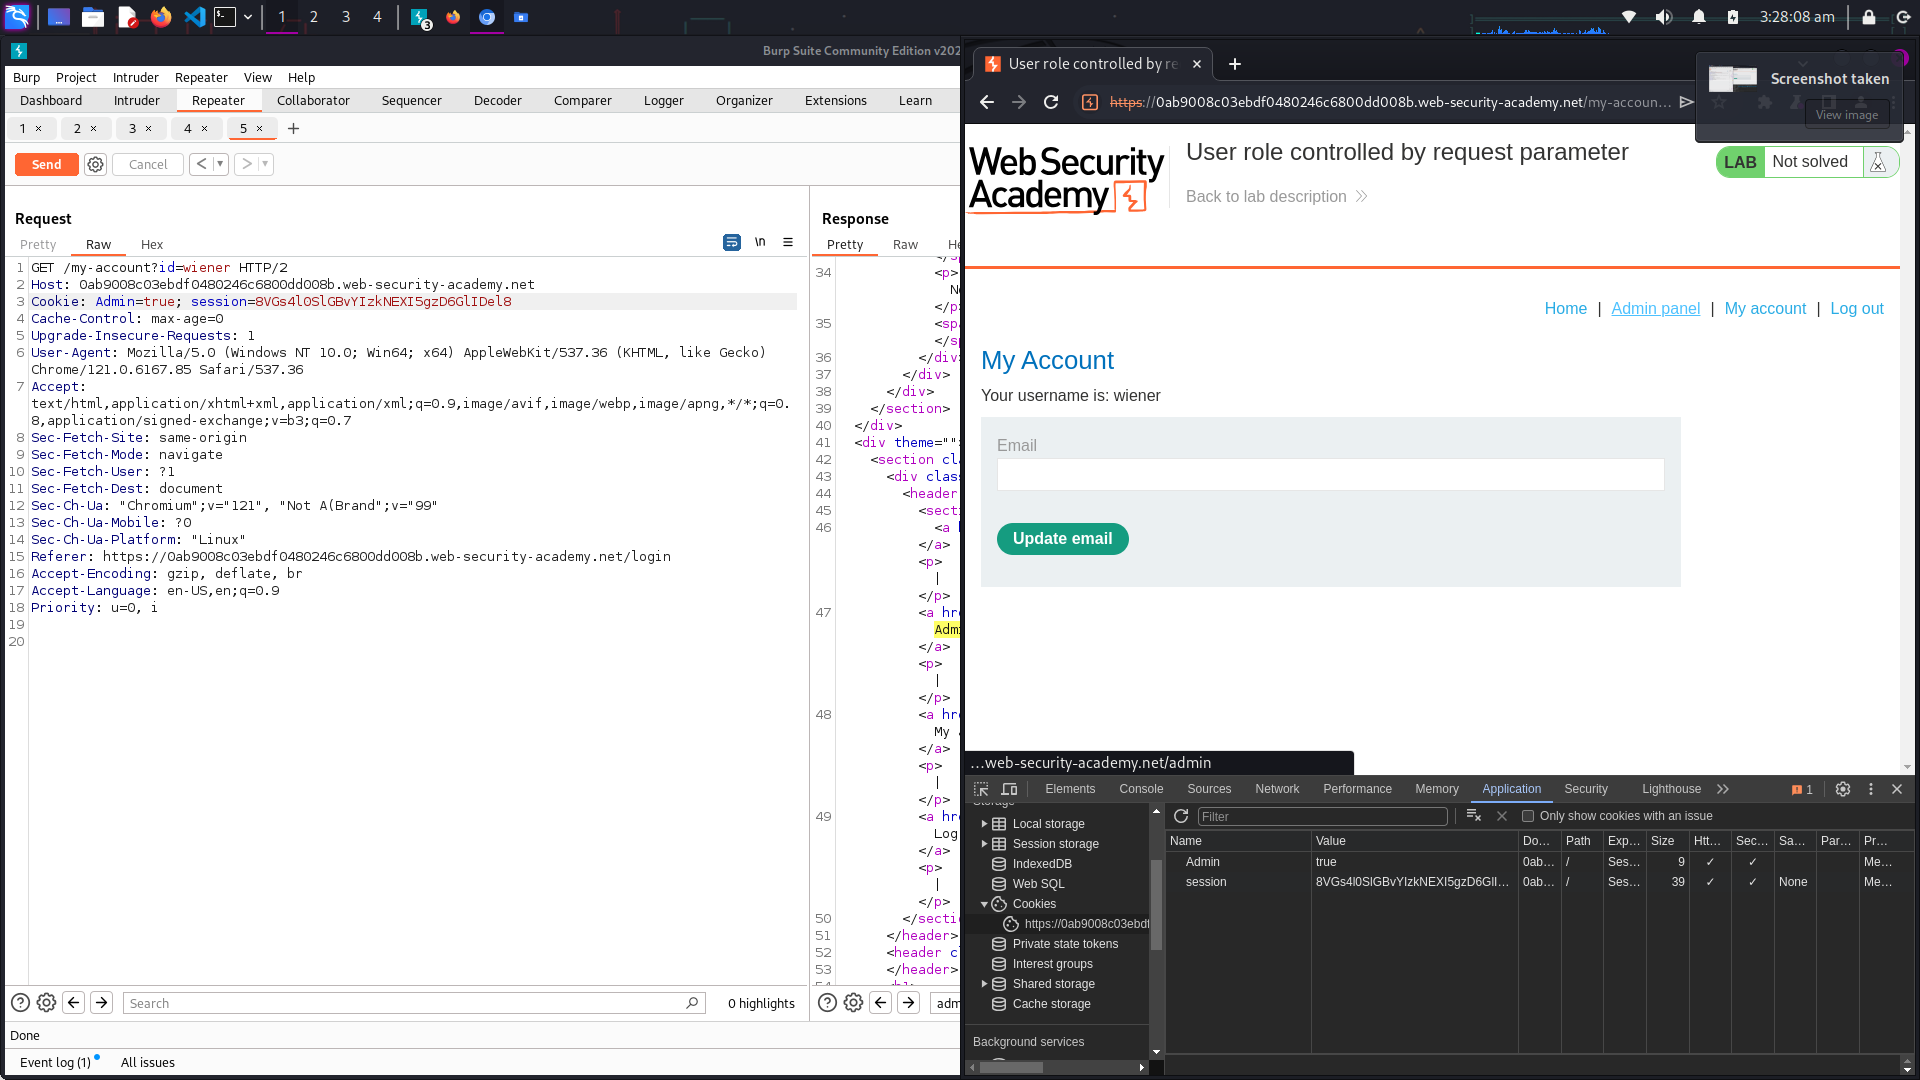 1 2 3 4
3
3:28:08 am
Burp Suite Community Edition v202
Burp Project Intruder Repeater View Help
Dashboard Intruder Repeater Collaborator Sequencer Decoder Comparer Logger Organizer Extensions Learn
1 × 2 × 3 × 4 × 5 × +
Send Cancel < >
Request
Pretty Raw Hex \n
1 GET /my-account?id=wiener HTTP/2
2 Host: 0ab9008c03ebdf0480246c6800dd008b.web-security-academy.net
3 Cookie: Admin=true; session=8VGs4l0SlGBvYIzkNEXI5gzD6GlIDel8
4 Cache-Control: max-age=0
5 Upgrade-Insecure-Requests: 1
6 User-Agent: Mozilla/5.0 (Windows NT 10.0; Win64; x64) AppleWebKit/537.36 (KHTML, like Gecko)
Chrome/121.0.6167.85 Safari/537.36
7 Accept:
text/html,application/xhtml+xml,application/xml;q=0.9,image/avif,image/webp,image/apng,*/*;q=0.
8,application/signed-exchange;v=b3;q=0.7
8 Sec-Fetch-Site: same-origin
9 Sec-Fetch-Mode: navigate
10 Sec-Fetch-User: ?1
11 Sec-Fetch-Dest: document
12 Sec-Ch-Ua: "Chromium";v="121", "Not A(Brand";v="99"
13 Sec-Ch-Ua-Mobile: ?0
14 Sec-Ch-Ua-Platform: "Linux"
15 Referer: https://0ab9008c03ebdf0480246c6800dd008b.web-security-academy.net/login
16 Accept-Encoding: gzip, deflate, br
17 Accept-Language: en-US,en;q=0.9
18 Priority: u=0, i
19
20
Search 0 highlights
Response
Pretty Raw He
34 <p>
N
</p>
35 <spa
</sp
36 </div>
37 </div>
38 </div>
39 </section>
40 </div>
41 <div theme="">
42 <section cla
43 <div class
44 <header
45 <secti
46 <a h
</a>
<p>
|
</p>
47 <a hre
Admi
</a>
<p>
|
</p>
48 <a hre
My a
</a>
<p>
|
</p>
49 <a hre
Log
</a>
<p>
|
</p>
50 </sectio
51 </header>
52 <header c
53 </header>
54
adm
Done
Event log (1) All issues
User role controlled by re × +
https://0ab9008c03ebdf0480246c6800dd008b.web-security-academy.net/my-accoun...
Screenshot taken
View image
Web Security
Academy
User role controlled by request parameter
Back to lab description
LAB Not solved
Home | Admin panel | My account | Log out
My Account
Your username is: wiener
Email
Update email
...web-security-academy.net/admin
Elements Console Sources Network Performance Memory Application Security Lighthouse 1
Storage
Local storage
Session storage
IndexedDB
Web SQL
Cookies
https://0ab9008c03ebdf
Private state tokens
Interest groups
Shared storage
Cache storage
Background services
Filter Only show cookies with an issue
Name Value Do... Path Exp... Size Htt... Sec... Sa... Par... Pr...
Admin true 0ab... / Ses... 9 ✓ ✓ Me...
session 8VGs4l0SlGBvYIzkNEXI5gzD6GlI... 0ab... / Ses... 39 ✓ ✓ None Me...